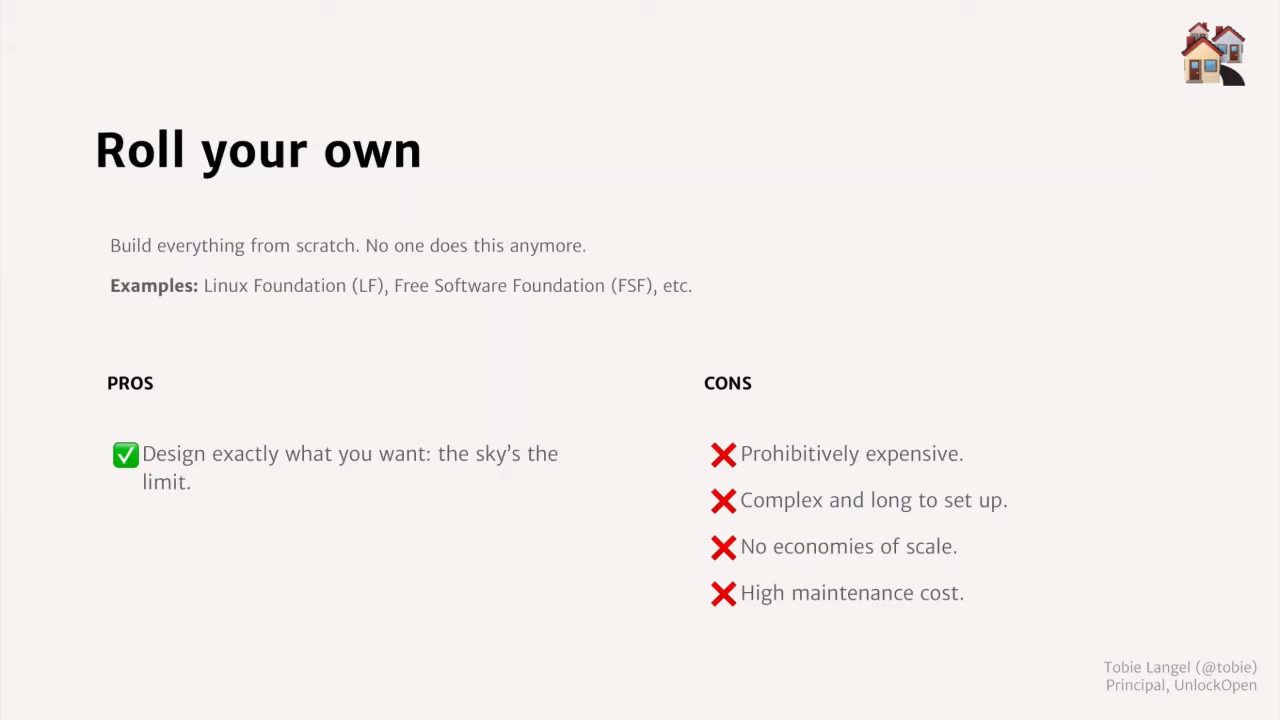 Roll your own
Build everything from scratch. No one does this anymore.
Examples: Linux Foundation (LF), Free Software Foundation (FSF), etc.
PROS
✅ Design exactly what you want: the sky’s the
limit.
CONS
❌ Prohibitively expensive.
❌ Complex and long to set up.
❌ No economies of scale.
❌ High maintenance cost.
Tobie Langel (@tobie)
Principal, UnlockOpen